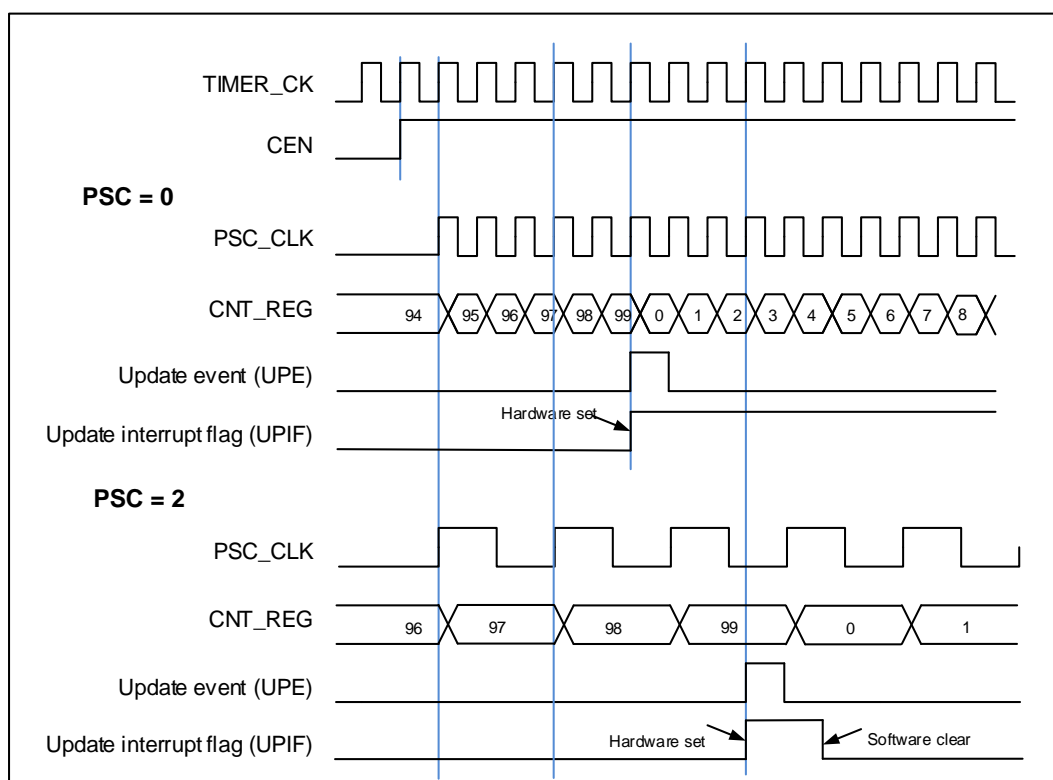 TIMER_CK
CEN
PSC = 0
PSC_CLK
CNT_REG 94 95 96 97 98 99 0 1 2 3 4 5 6 7 8
Update event (UPE)
Hardware set
Update interrupt flag (UPIF)
PSC = 2
PSC_CLK
CNT_REG 96 97 98 99 0 1
Update event (UPE)
Update interrupt flag (UPIF) Hardware set Software clear